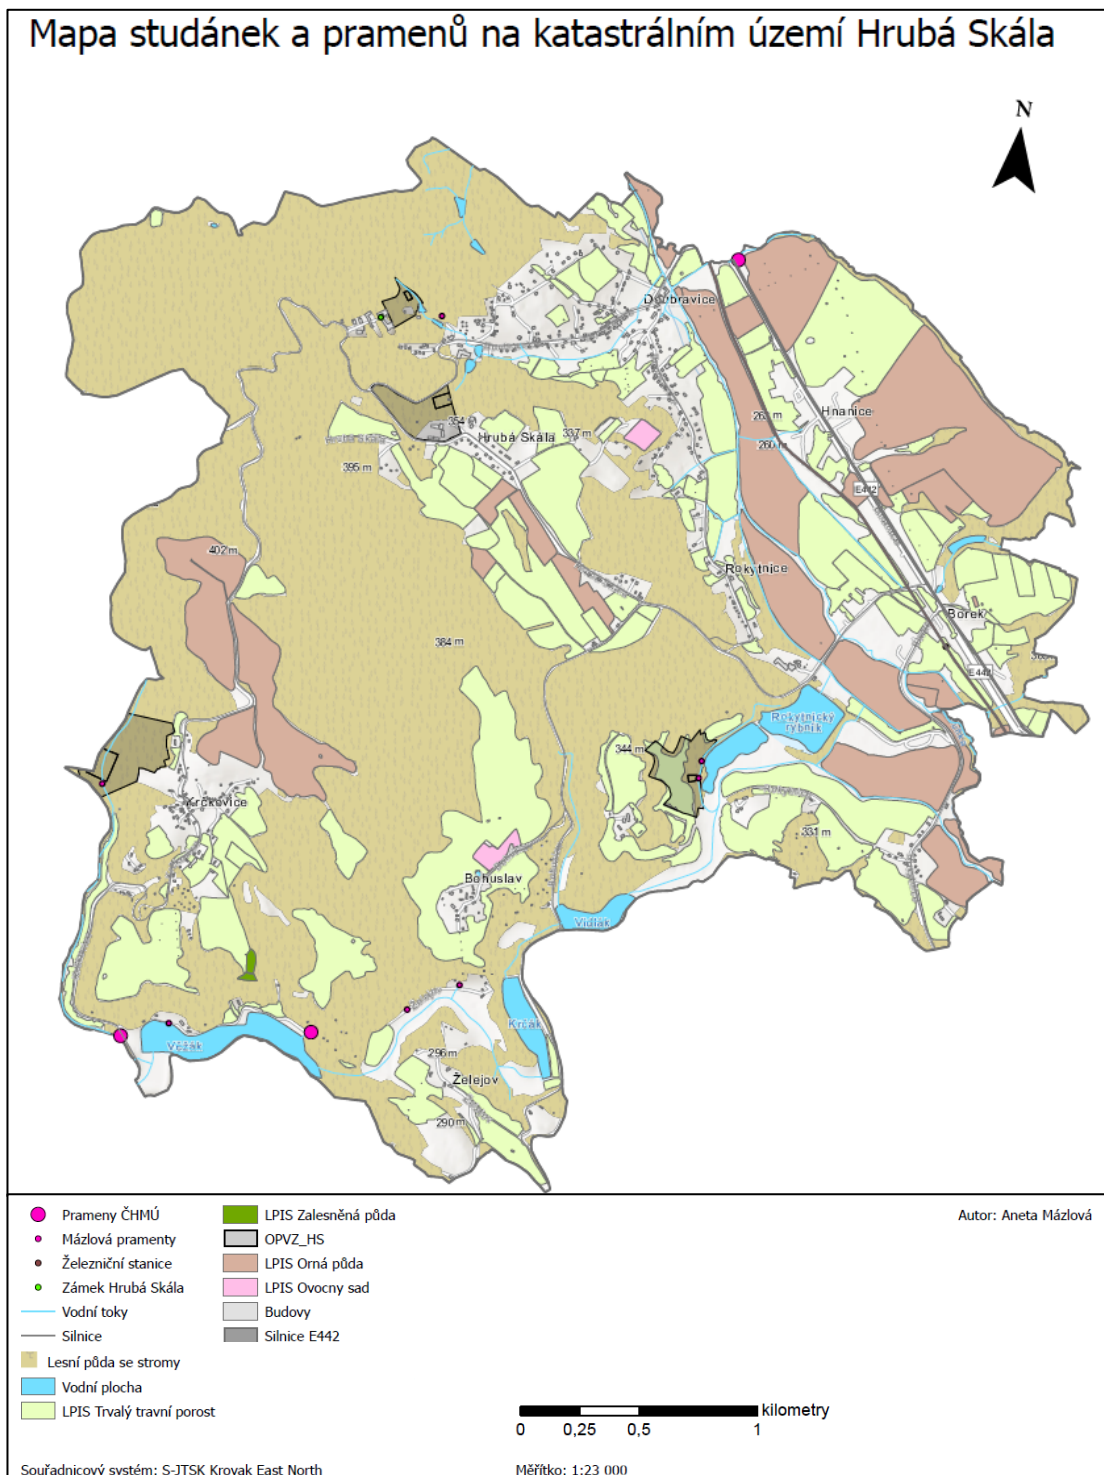 Mapa studánek a pramenů na katastrálním území Hrubá Skála
N
Doubravice
Hnanice
263 m
260 m
E442
354
Hrubá Skála
337 m
395 m
402 m
Rokytnice
Borek
E442
384 m
Rokytnický
rybník
344 m
Krčkovice
331 m
Bohuslav
Vidlák
Krčák
Věžák
296 m
Želejov
290 m
Prameny ČHMÚ
Mázlová pramenty
Železniční stanice
Zámek Hrubá Skála
Vodní toky
Silnice
Lesní půda se stromy
Vodní plocha
LPIS Trvalý travní porost
LPIS Zalesněná půda
OPVZ_HS
LPIS Orná půda
LPIS Ovocny sad
Budovy
Silnice E442
Autor: Aneta Mázlová
kilometry
0 0,25 0,5 1
Souřadnicový systém: S-JTSK Krovak East North
Měřítko: 1:23 000